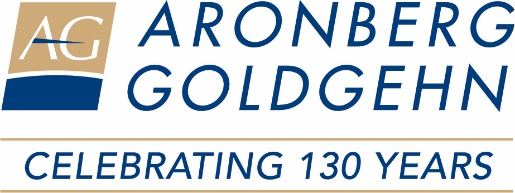 AG
ARONBERG
GOLDGEHN
CELEBRATING 130 YEARS